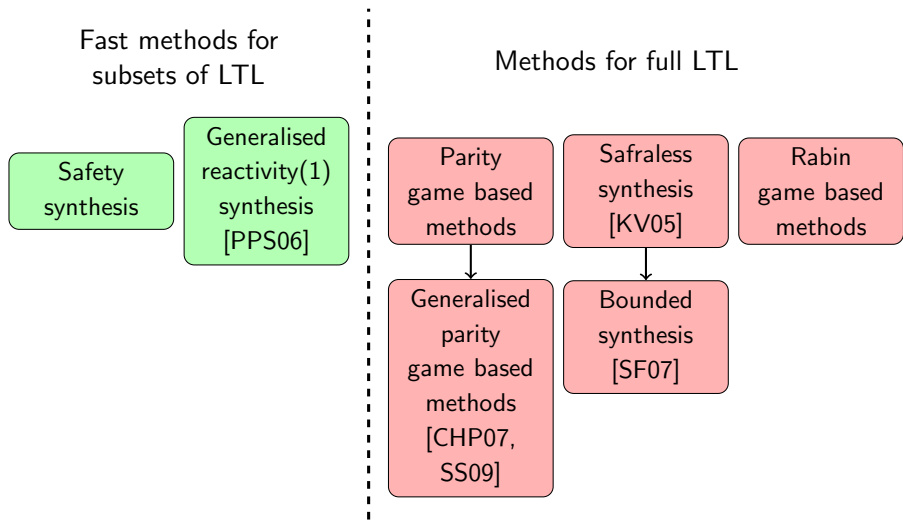 Fast methods for
subsets of LTL
Methods for full LTL
Safety
synthesis
Generalised
reactivity(1)
synthesis
[PPS06]
Parity
game based
methods
Safraless
synthesis
[KV05]
Rabin
game based
methods
Generalised
parity
game based
methods
[CHP07,
SS09]
Bounded
synthesis
[SF07]